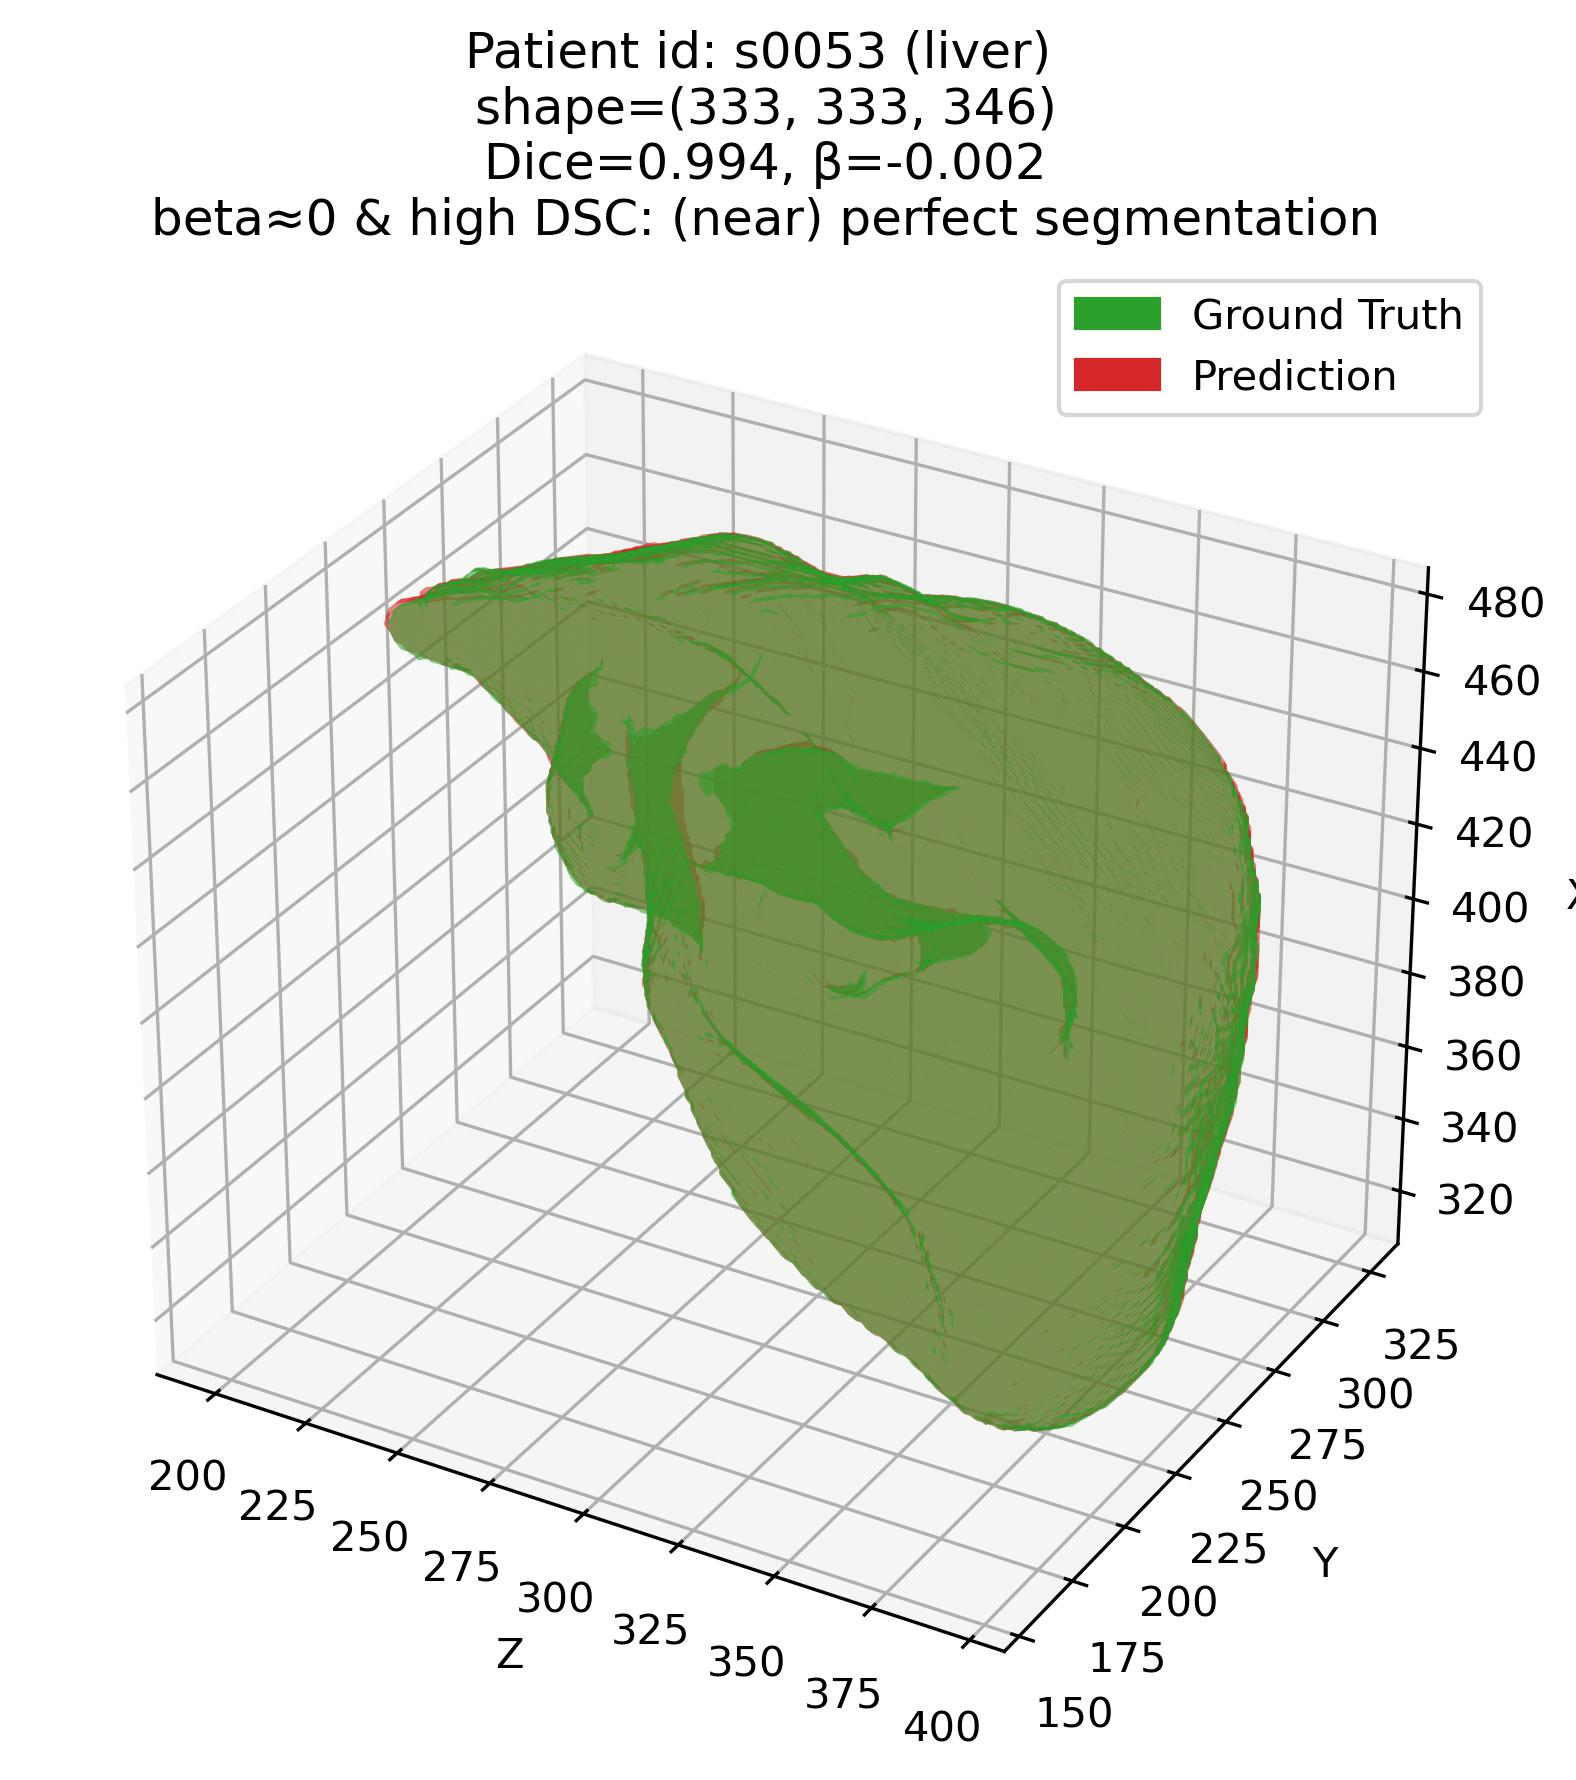 Patient id: s0053 (liver)
shape=(333, 333, 346)
Dice=0.994, β=-0.002
beta≈0 & high DSC: (near) perfect segmentation
Ground Truth
Prediction
480
460
440
420
400
380
360
340
320
X
325
300
275
250
225
200
175
150
Y
200
225
250
275
300
325
350
375
400
Z